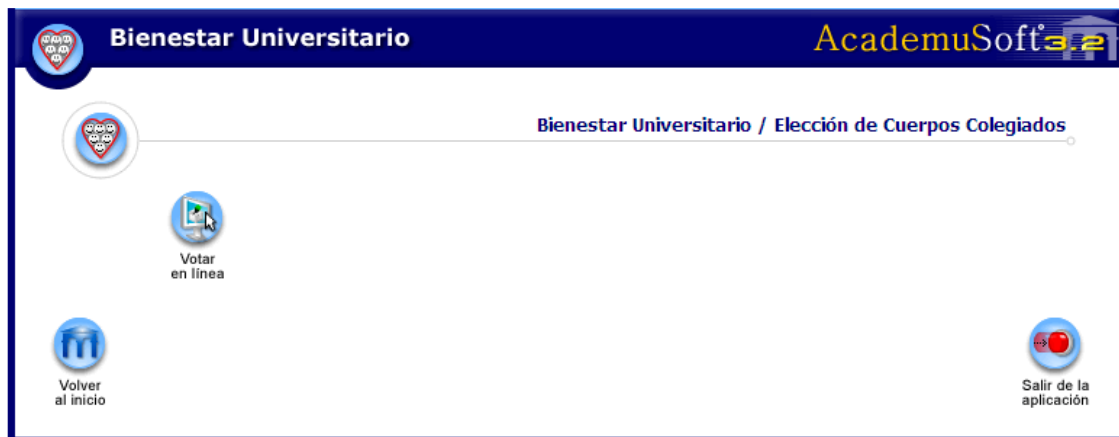 Bienestar Universitario
AcademuSoft 3.2
Bienestar Universitario / Elección de Cuerpos Colegiados
Votar
en línea
Volver
al inicio
Salir de la
aplicación